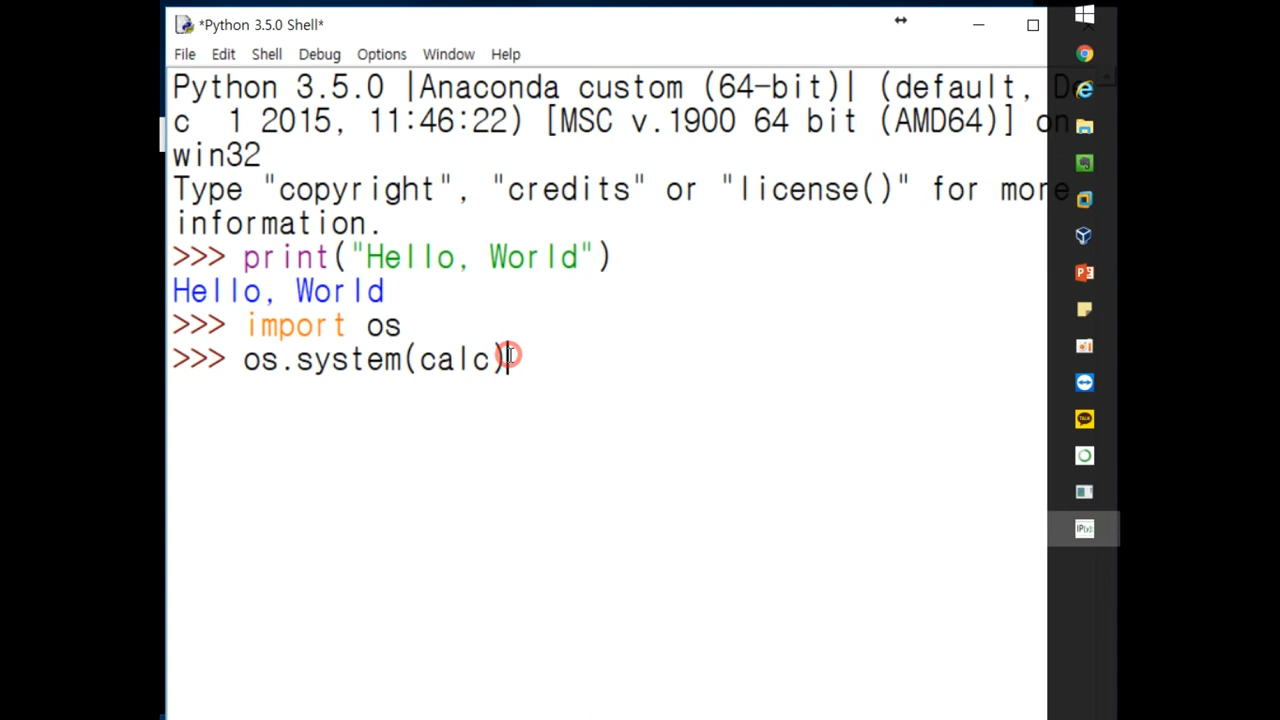 *Python 3.5.0 Shell*
File Edit Shell Debug Options Window Help
Python 3.5.0 |Anaconda custom (64-bit)| (default, De
c  1 2015, 11:46:22) [MSC v.1900 64 bit (AMD64)] on
win32
Type "copyright", "credits" or "license()" for more
information.
>>> print("Hello, World")
Hello, World
>>> import os
>>> os.system(calc)
TALK
IP[y]: